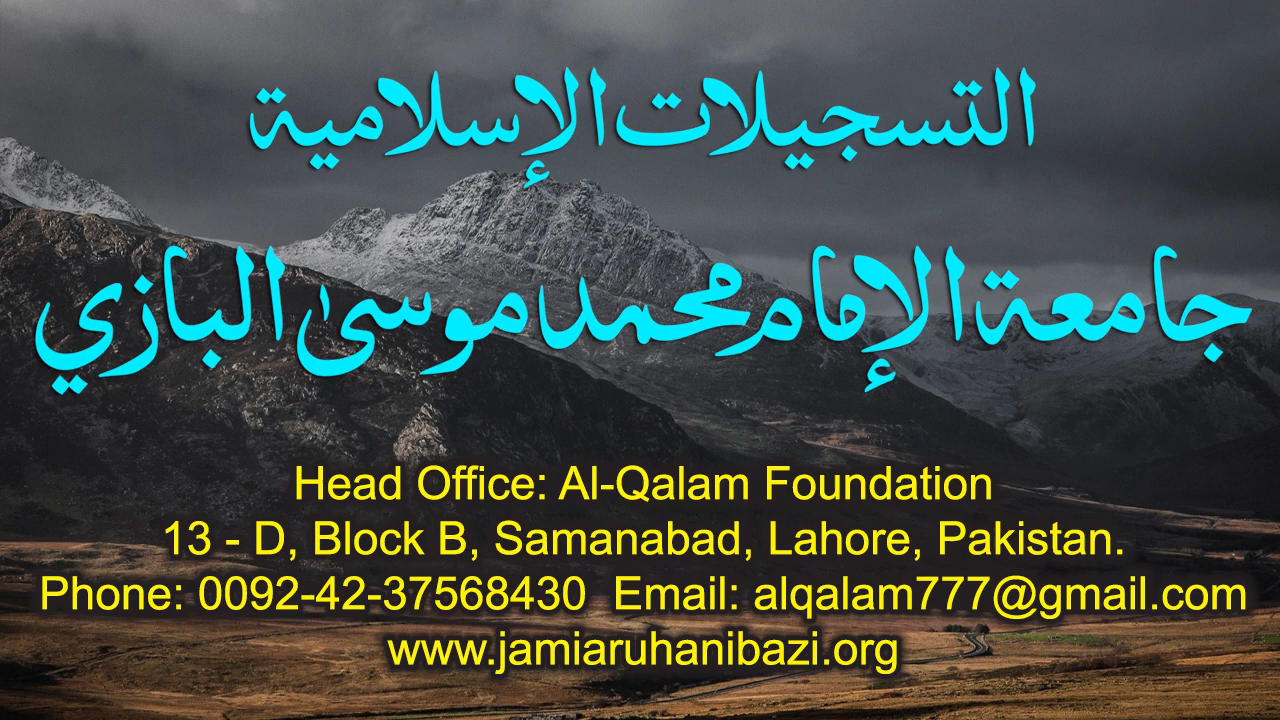 التسجيلات الإسلامية
جامعة الإمام محمد موسىٰ البازي
Head Office: Al-Qalam Foundation
13 - D, Block B, Samanabad, Lahore, Pakistan.
Phone: 0092-42-37568430 Email: alqalam777@gmail.com
www.jamiaruhanibazi.org